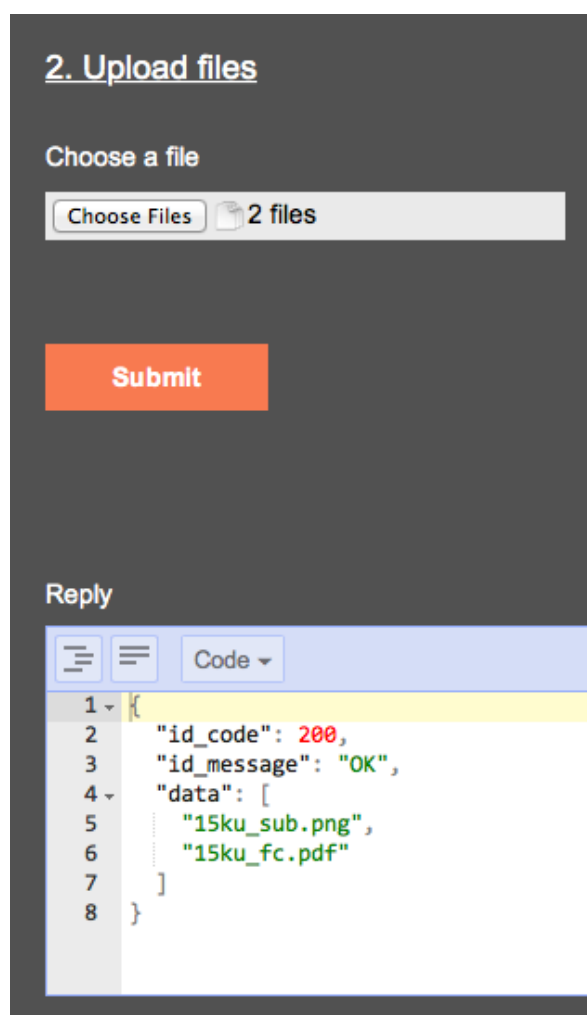 2. Upload files
Choose a file
Choose Files 2 files
Submit
Reply
Code
1 {
2 "id_code": 200,
3 "id_message": "OK",
4 "data": [
5 "15ku_sub.png",
6 "15ku_fc.pdf"
7 ]
8 }